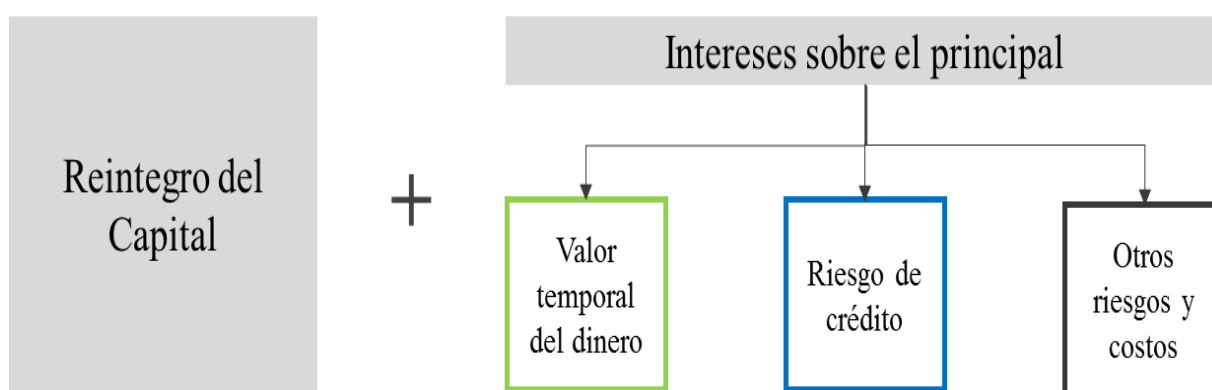 Intereses sobre el principal
Reintegro del
Capital
+
Valor
temporal
del dinero
Riesgo de
crédito
Otros
riesgos y
costos